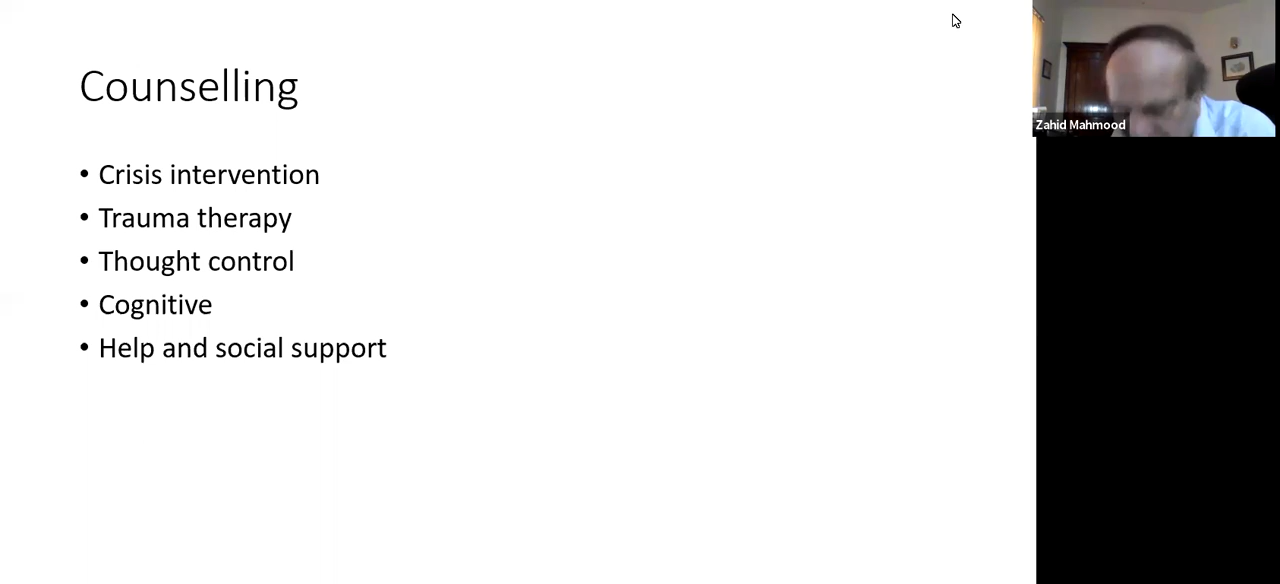 Counselling
• Crisis intervention
• Trauma therapy
• Thought control
• Cognitive
• Help and social support
Zahid Mahmood